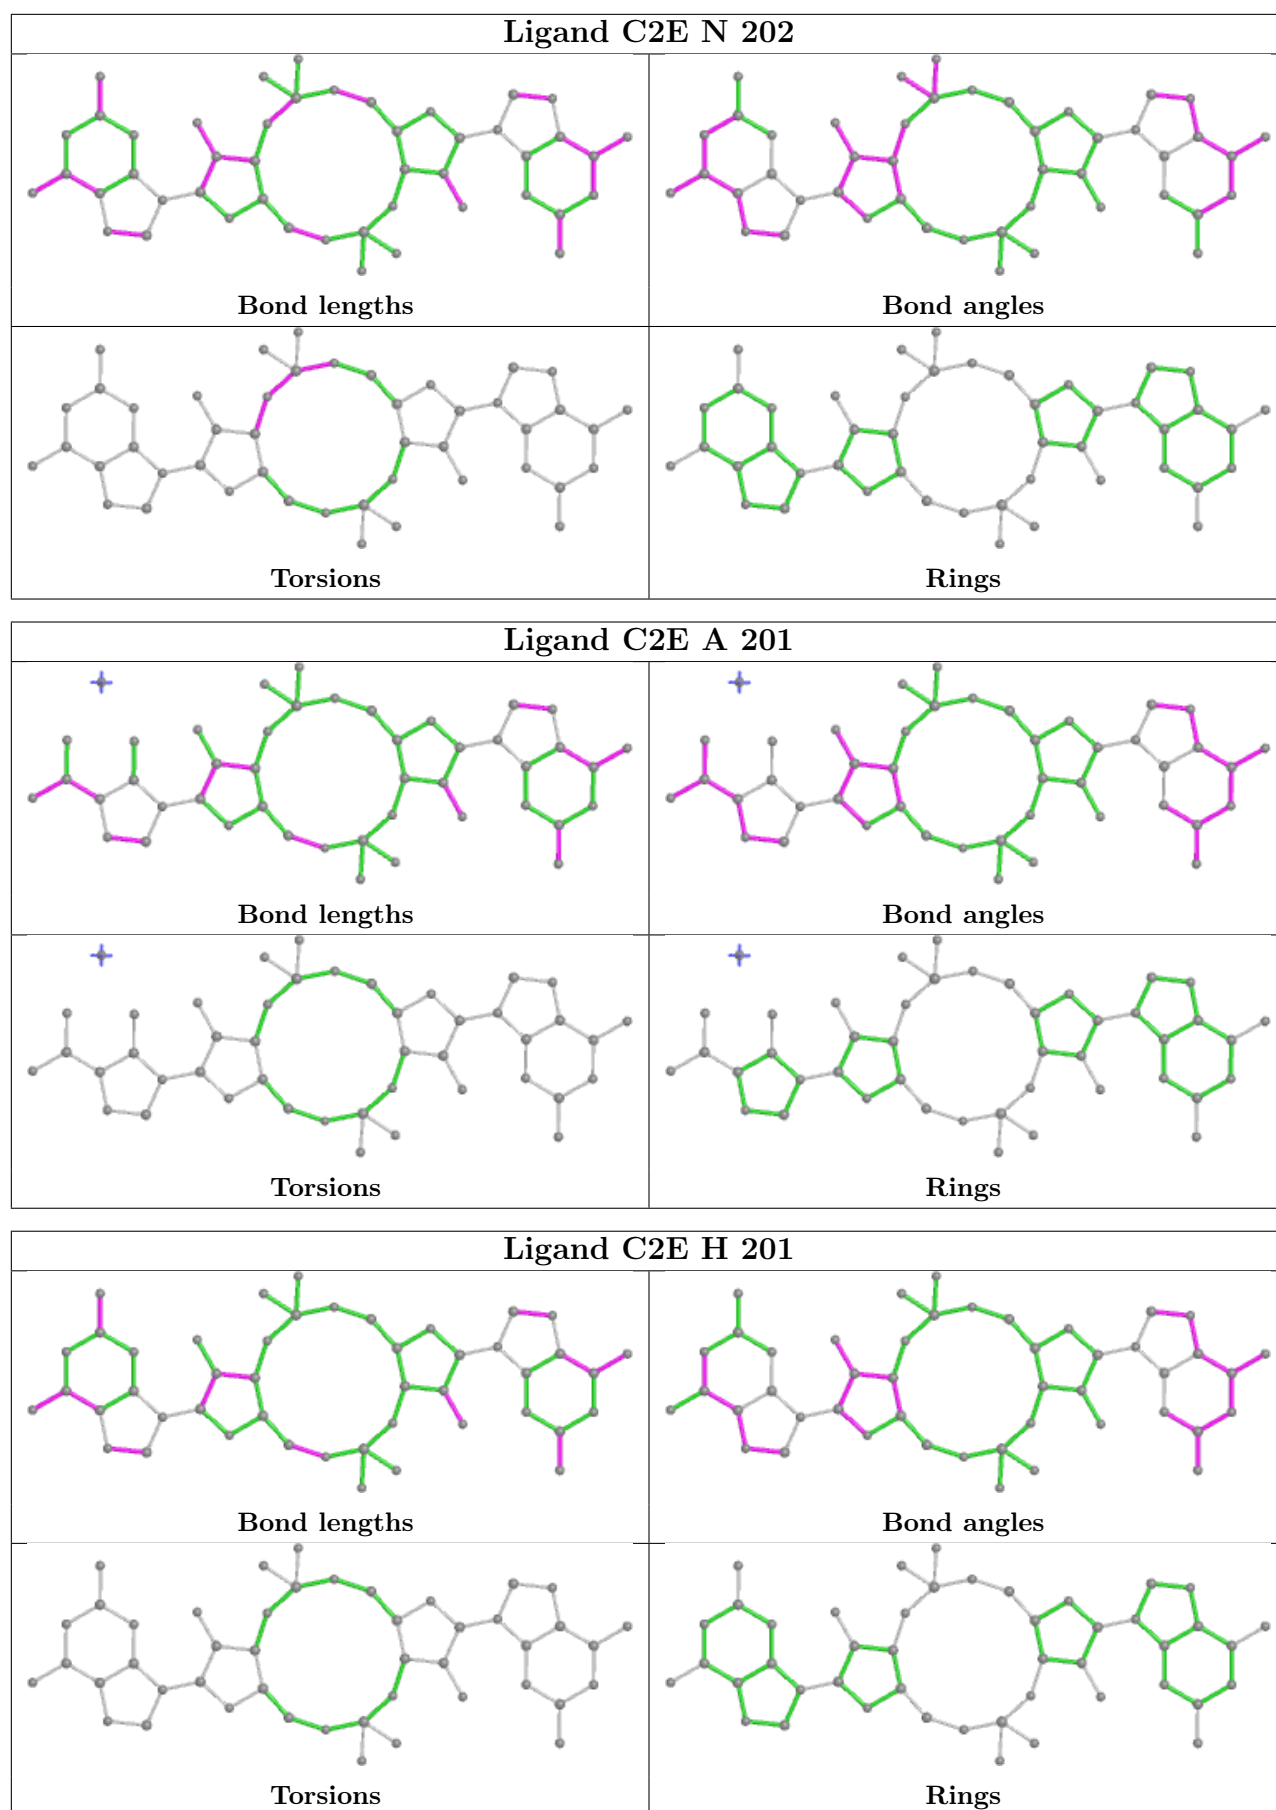 Ligand C2E N 202
Bond lengths
Bond angles
Torsions
Rings
Ligand C2E A 201
Bond lengths
Bond angles
Torsions
Rings
Ligand C2E H 201
Bond lengths
Bond angles
Torsions
Rings